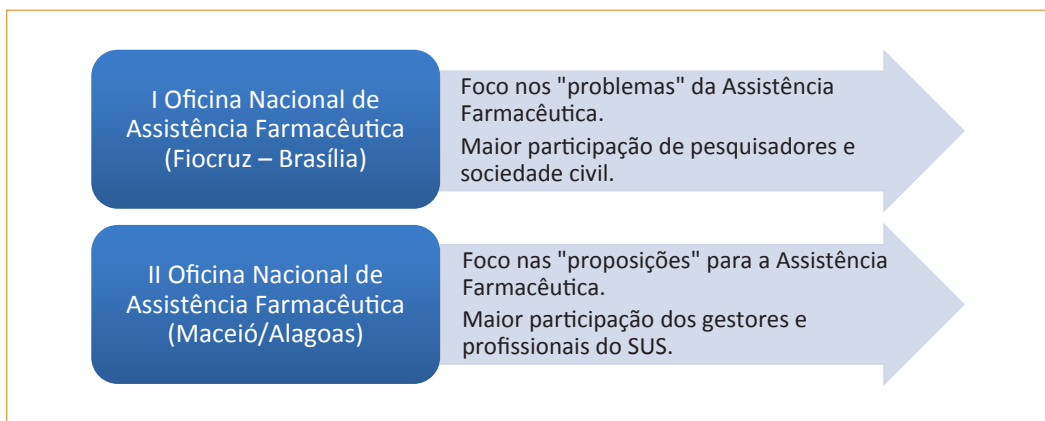 I Oficina Nacional de
Assistência Farmacêutica
(Fiocruz – Brasília)
Foco nos "problemas" da Assistência
Farmacêutica.
Maior participação de pesquisadores e
sociedade civil.
II Oficina Nacional de
Assistência Farmacêutica
(Maceió/Alagoas)
Foco nas "proposições" para a Assistência
Farmacêutica.
Maior participação dos gestores e
profissionais do SUS.